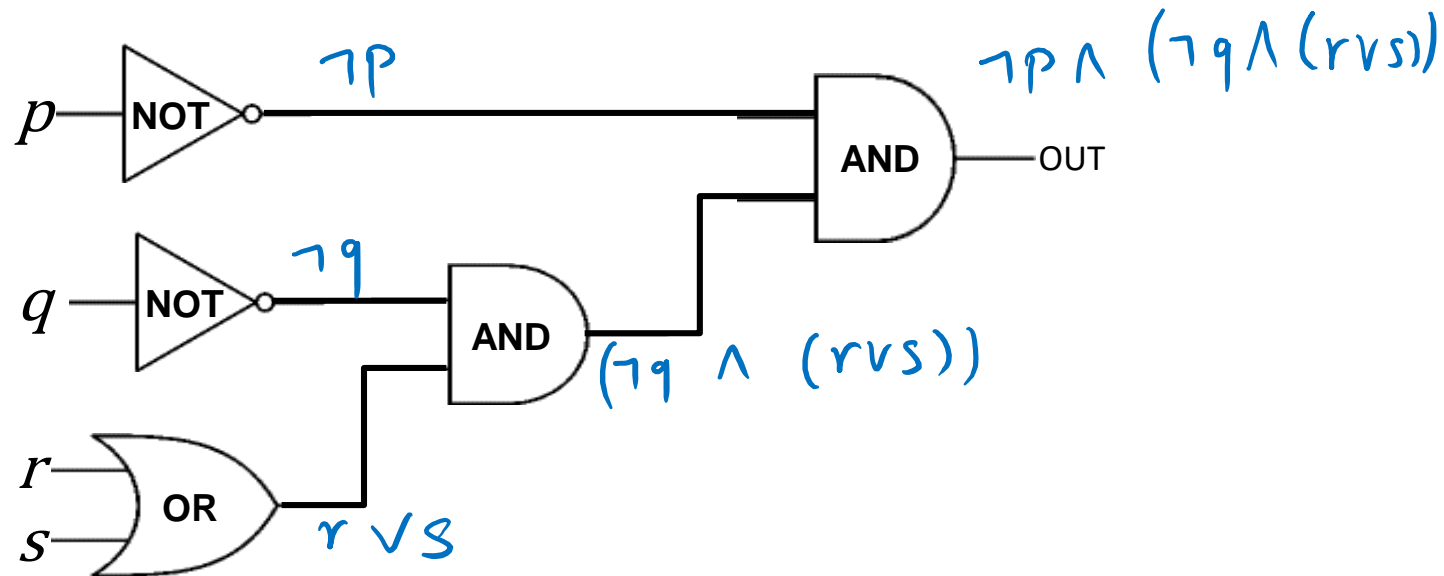 ¬p ¬p∧ (¬q∧(r∨s))
p NOT
AND OUT
¬q
q NOT AND
(¬q ∧ (r∨s))
r
OR
s r∨s